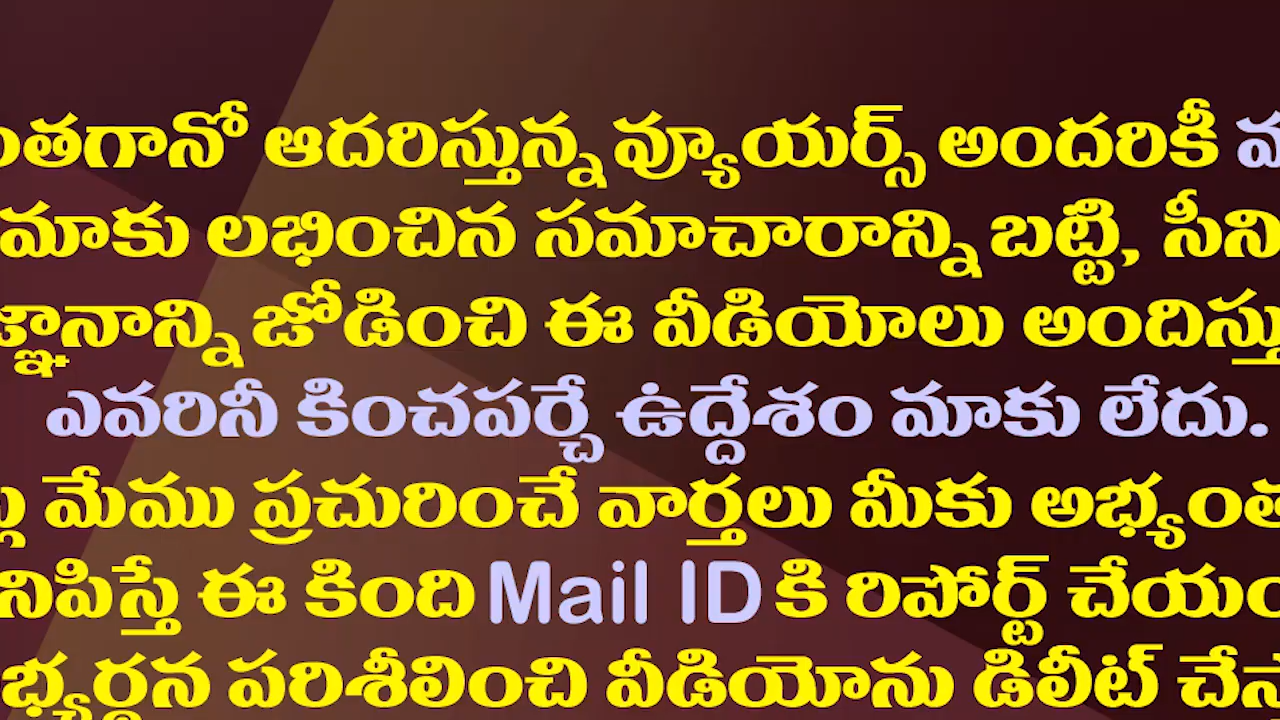 ఆదరిస్తున్న వ్యూయర్స్ అందరికీ
మాకు లభించిన సమాచారాన్ని బట్టి,
జోడించి ఈ వీడియోలు
ఎవరినీ కించపర్చే ఉద్దేశం మాకు లేదు.
మేము ప్రచురించే వార్తలు మీకు
ఈ కింది Mail ID కి రిపోర్ట్
పరిశీలించి వీడియోను డిలీట్